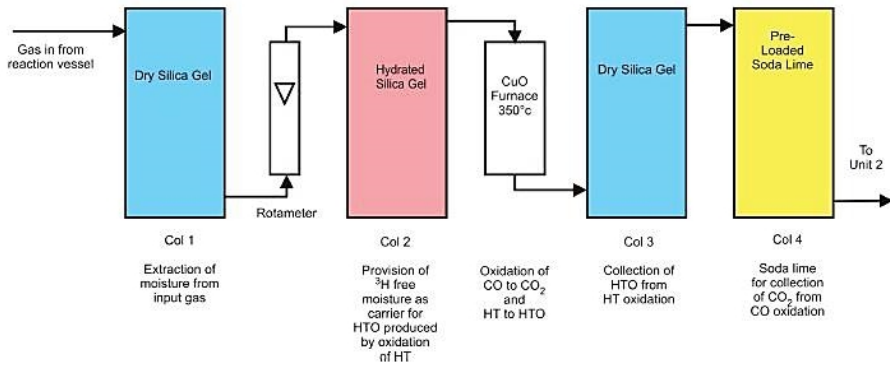 Gas in from
reaction vessel
Dry Silica Gel
Rotameter
Hydrated
Silica Gel
CuO
Furnace
350°c
Dry Silica Gel
Pre-
Loaded
Soda Lime
To
Unit 2
Col 1
Extraction of
moisture from
input gas
Col 2
Provision of
³H free
moisture as
carrier for
HTO produced
by oxidation
of HT
Oxidation of
CO to CO₂
and
HT to HTO
Col 3
Collection of
HTO from
HT oxidation
Col 4
Soda lime
for collection
of CO₂ from
CO oxidation